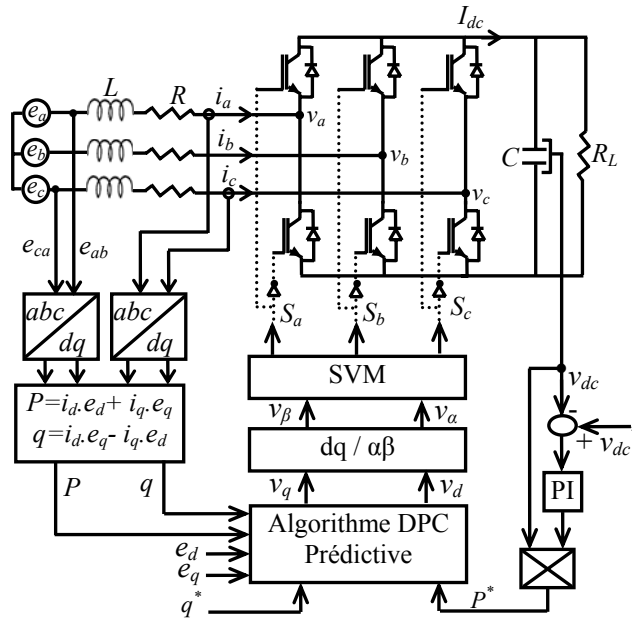 I_dc
L
R
i_a
e_a
v_a
i_b
e_b
v_b
C
R_L
i_c
e_c
v_c
e_ca
e_ab
S_a
S_b
S_c
abc
dq
abc
dq
SVM
v_dc
P=i_d.e_d+ i_q.e_q
q=i_d.e_q- i_q.e_d
v_β
v_α
-
+
v_dc
dq / αβ
P
q
v_q
v_d
PI
Algorithme DPC
Prédictive
e_d
e_q
q^*
P^*